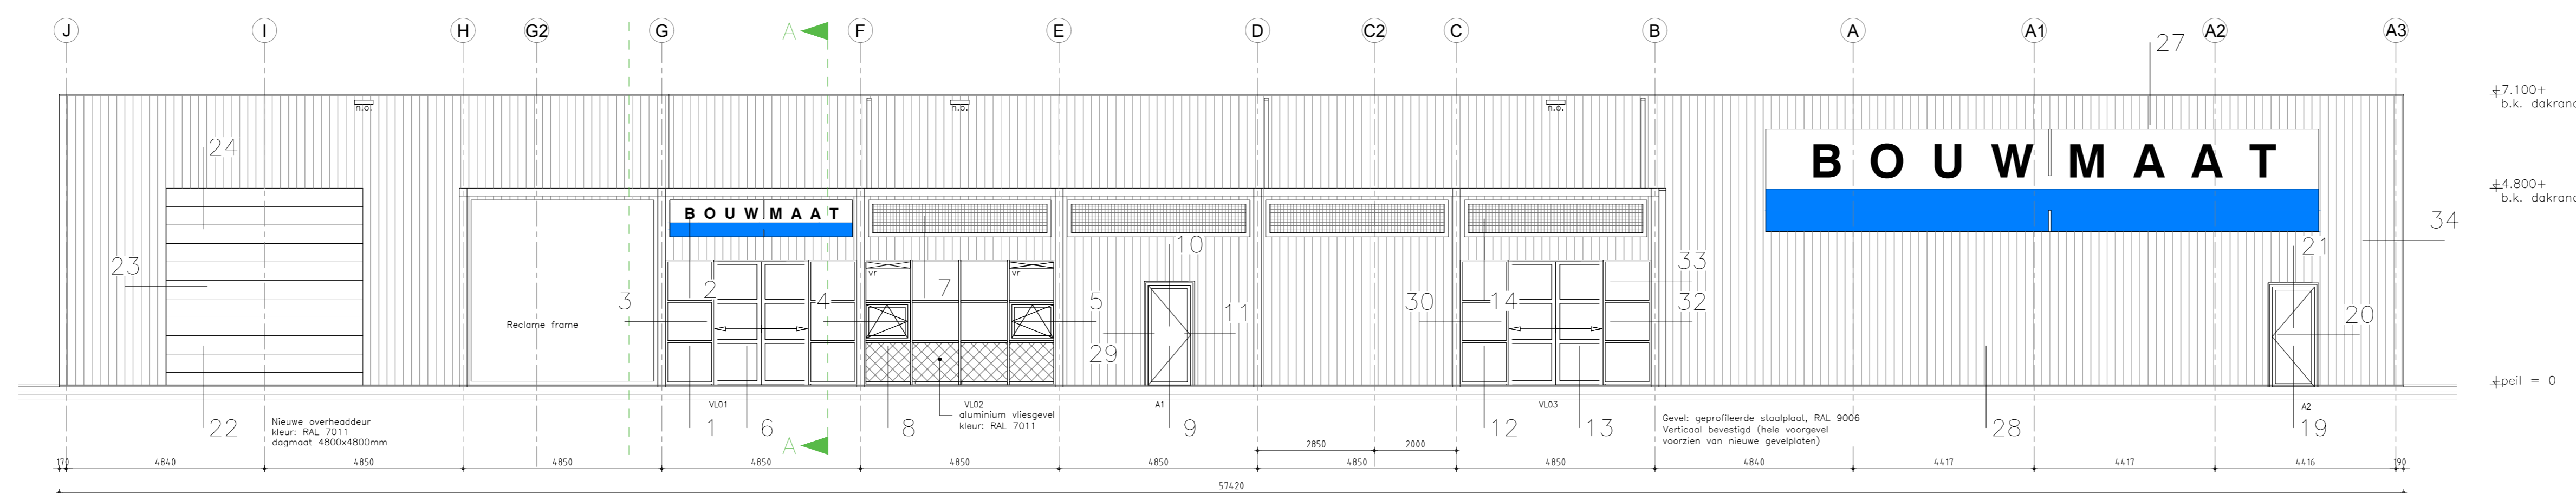 J I H G2 G A F E D C2 C B A A1 A2 A3
27
+7.100+
b.k. dakrand
n.o. n.o. n.o.
24
BOUWMAAT
+4.800+
b.k. dakrand
34
BOUWMAAT
10
21
23
33
vr vr
2
7
3
4
5
11
30
14
32
20
Reclame frame
29
peil = 0
VL01 VL02 A1 VL03 A2
22
Nieuwe overheaddeur
kleur: RAL 7011
dagmaat 4800x4800mm
1
6
8
aluminium vliesgevel
kleur: RAL 7011
9
12
13
Gevel: geprofileerde staalplaat, RAL 9006
Verticaal bevestigd (hele voorgevel
voorzien van nieuwe gevelplaten)
28
19
A
2850 2000
170 4840 4850 4850 4850 4850 4850 4850 4850 4840 4417 4417 4416 190
57420